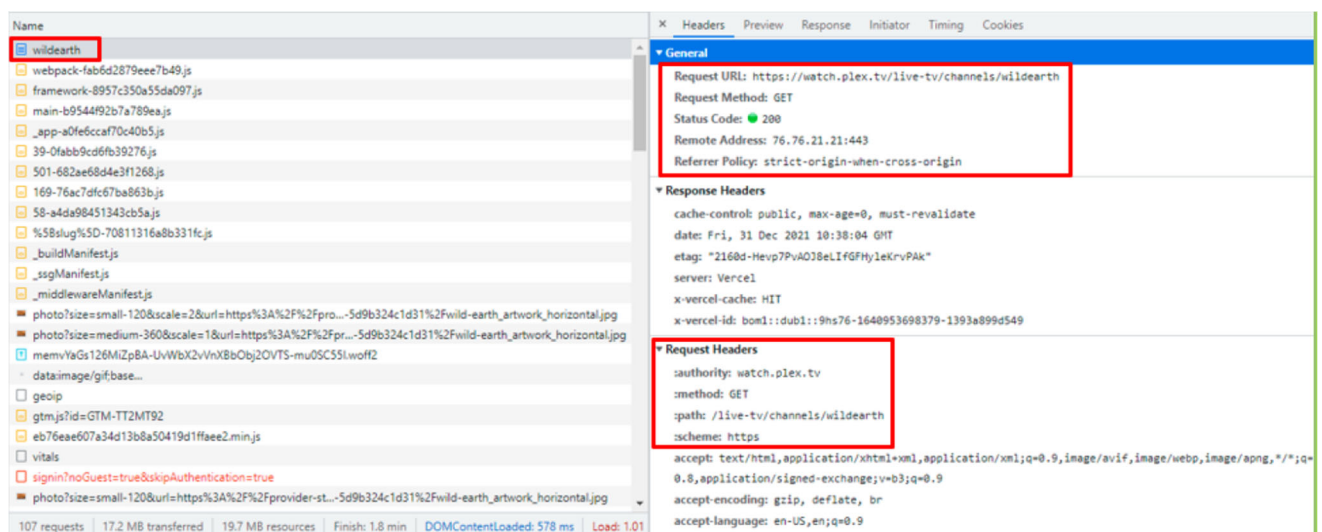 Name
wildearth
webpack-fab6d2879eee7b49.js
framework-8957c350a55da097.js
main-b9544f92b7a789ea.js
_app-a0fe6ccaf70c40b5.js
39-0fabb9cd6fb39276.js
501-682ae68d4e3f1268.js
169-76ac7dfc67ba863b.js
58-a4da98451343cb5a.js
%5Bslug%5D-70811316a8b331fc.js
_buildManifest.js
_ssgManifest.js
_middlewareManifest.js
photo?size=small-120&scale=2&url=https%3A%2F%2Fpro...-5d9b324c1d31%2Fwild-earth_artwork_horizontal.jpg
photo?size=medium-360&scale=1&url=https%3A%2F%2Fpr...-5d9b324c1d31%2Fwild-earth_artwork_horizontal.jpg
memvYaGs126MiZpBA-UvWbX2vVnXBbObj2OVTS-mu0SC55I.woff2
data:image/gif;base...
geoip
gtm.js?id=GTM-TT2MT92
eb76eae607a34d13b8a50419d1ffaee2.min.js
vitals
signin?noGuest=true&skipAuthentication=true
photo?size=small-120&url=https%3A%2F%2Fprovider-st...-5d9b324c1d31%2Fwild-earth_artwork_horizontal.jpg
107 requests 17.2 MB transferred 19.7 MB resources Finish: 1.8 min DOMContentLoaded: 578 ms Load: 1.01
× Headers Preview Response Initiator Timing Cookies
General
Request URL: https://watch.plex.tv/live-tv/channels/wildearth
Request Method: GET
Status Code: 200
Remote Address: 76.76.21.21:443
Referrer Policy: strict-origin-when-cross-origin
Response Headers
cache-control: public, max-age=0, must-revalidate
date: Fri, 31 Dec 2021 10:38:04 GMT
etag: "2160d-Hevp7PvAOJ8eLIfGFHyleKrvPAk"
server: Vercel
x-vercel-cache: HIT
x-vercel-id: bom1::dub1::9hs76-1640953698379-1393a899d549
Request Headers
:authority: watch.plex.tv
:method: GET
:path: /live-tv/channels/wildearth
:scheme: https
accept: text/html,application/xhtml+xml,application/xml;q=0.9,image/avif,image/webp,image/apng,*/*;q=
0.8,application/signed-exchange;v=b3;q=0.9
accept-encoding: gzip, deflate, br
accept-language: en-US,en;q=0.9